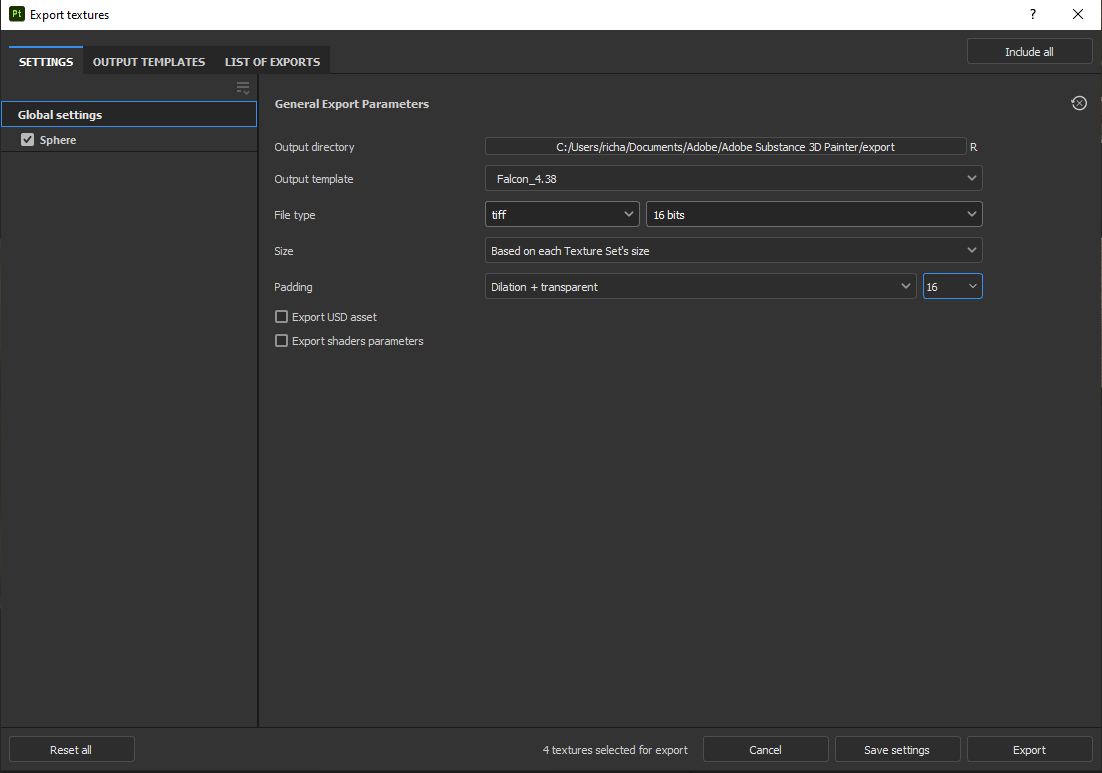 Pt Export textures ?
SETTINGS OUTPUT TEMPLATES LIST OF EXPORTS Include all
Global settings
Sphere
General Export Parameters
Output directory C:/Users/richa/Documents/Adobe/Adobe Substance 3D Painter/export R
Output template Falcon_4.38
File type tiff 16 bits
Size Based on each Texture Set's size
Padding Dilation + transparent 16
Export USD asset
Export shaders parameters
Reset all 4 textures selected for export Cancel Save settings Export